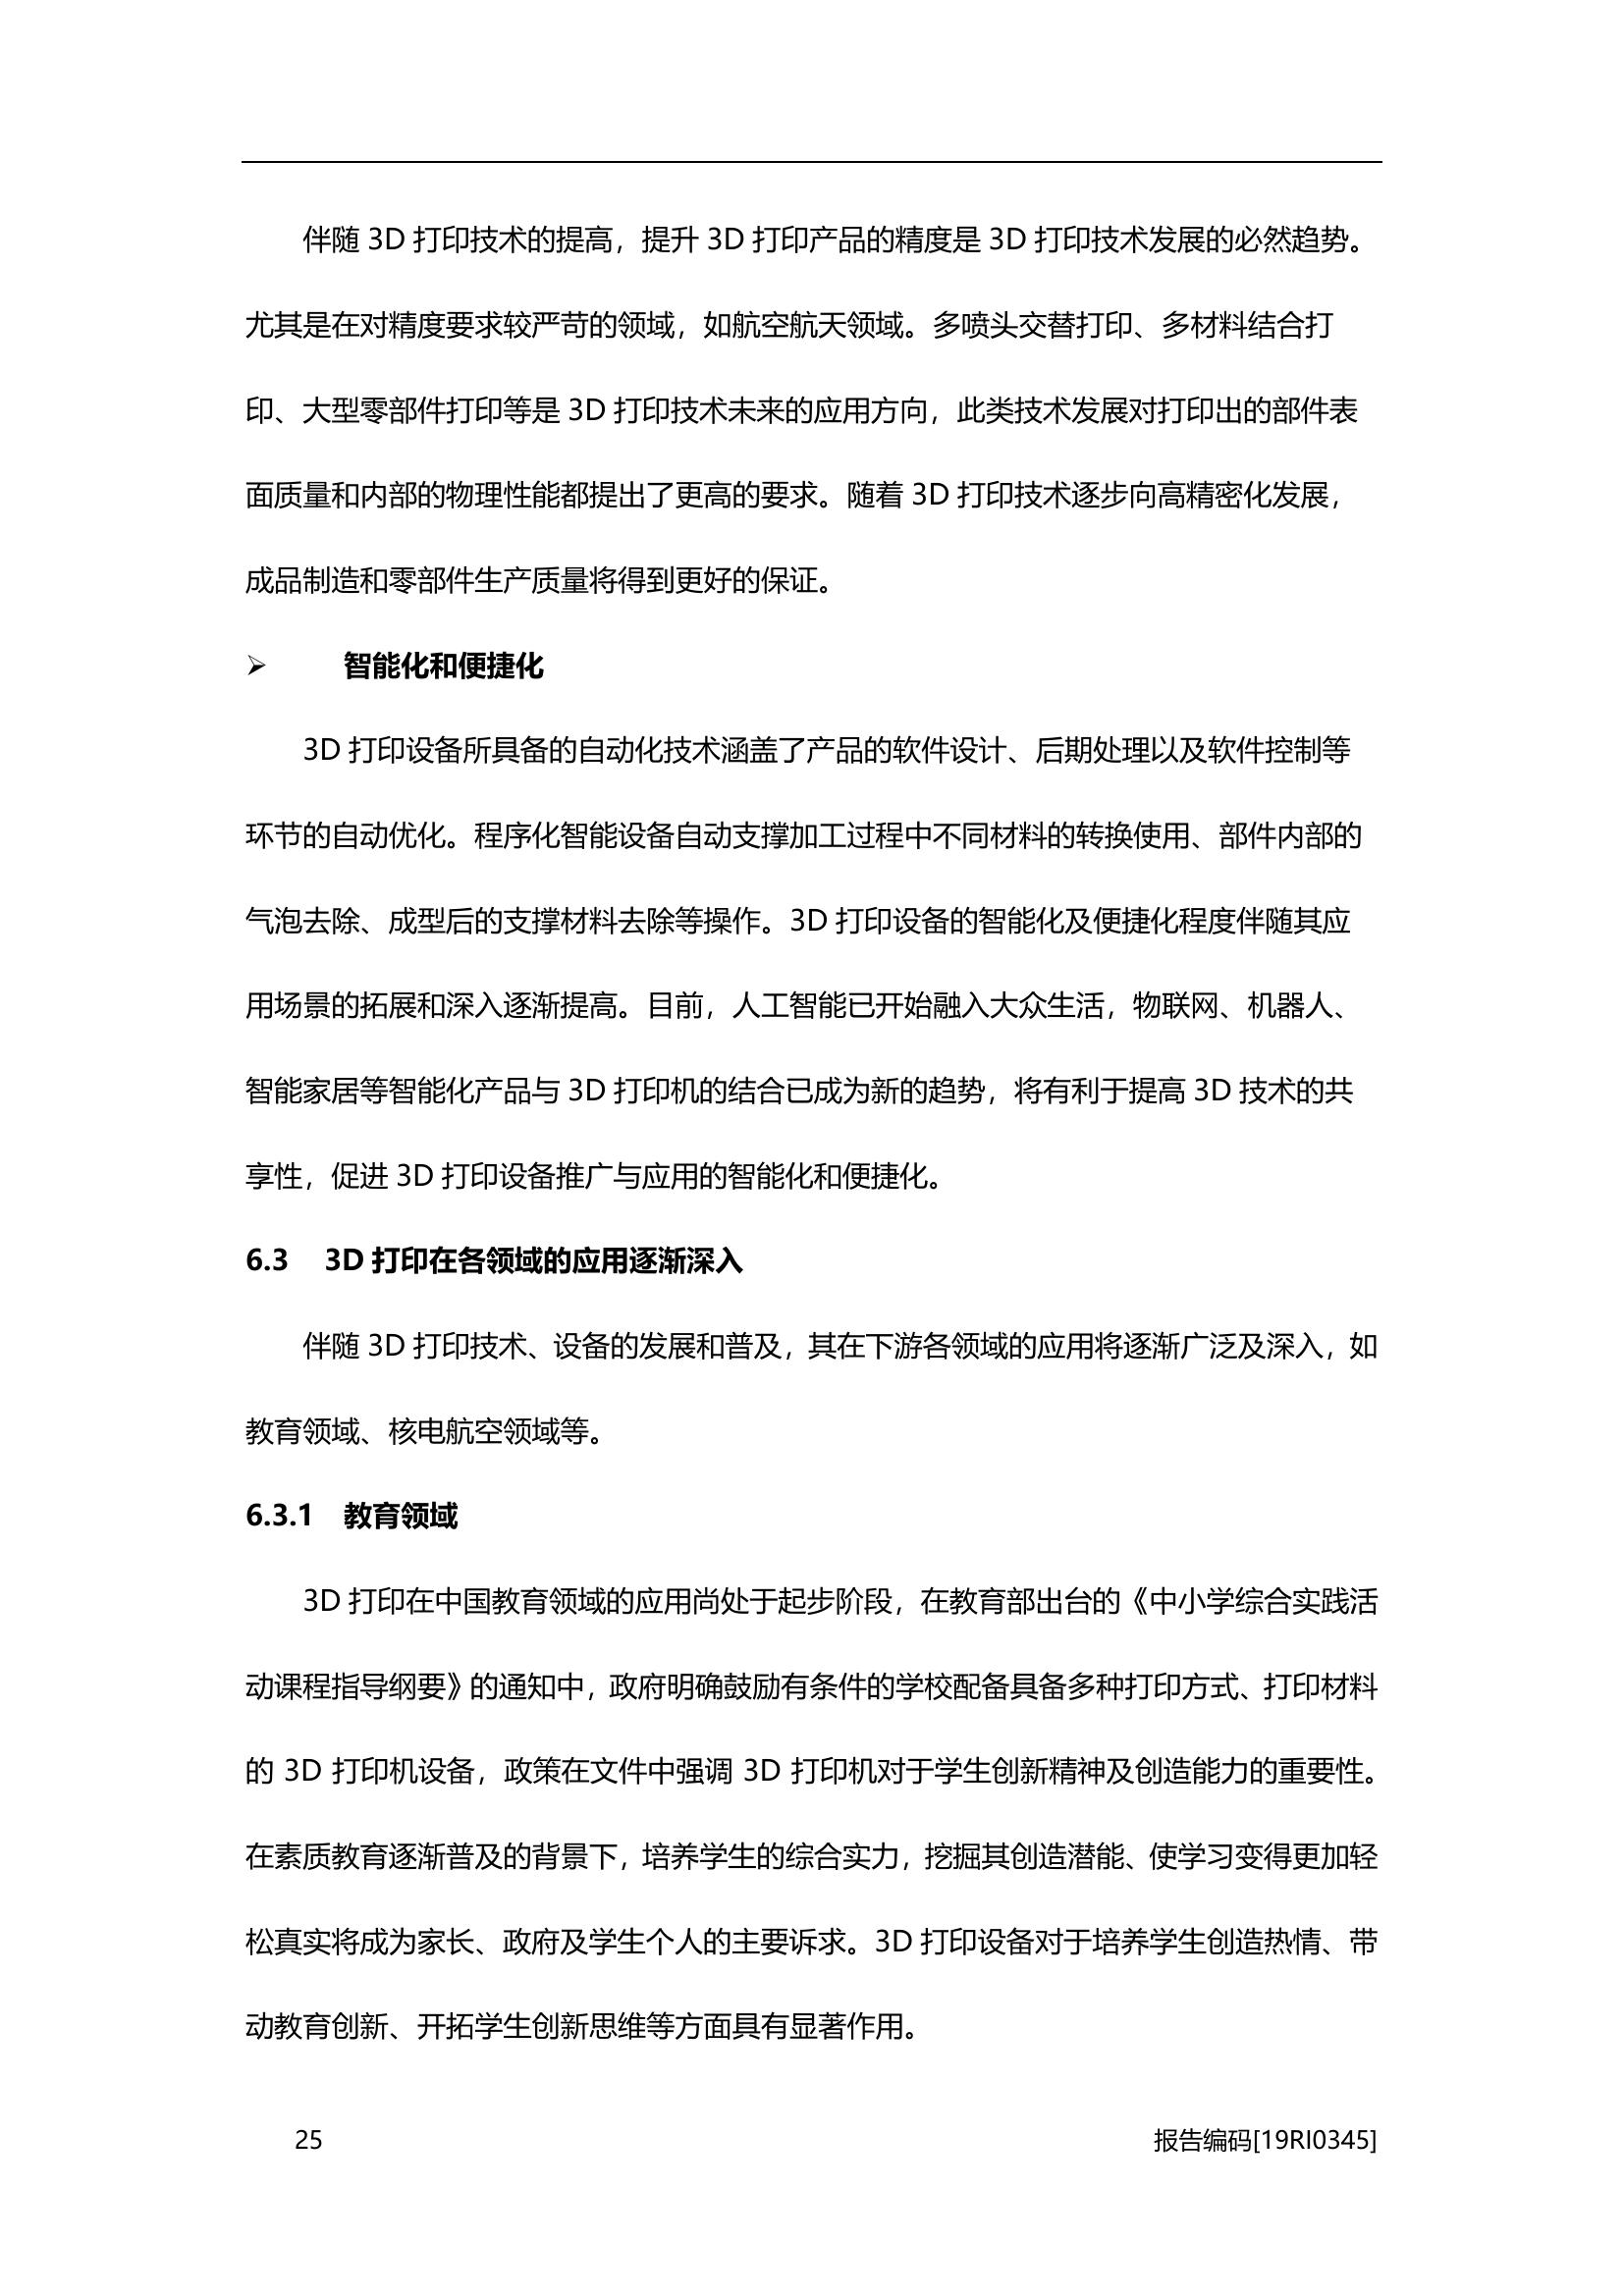 伴随 3D 打印技术的提高，提升 3D 打印产品的精度是 3D 打印技术发展的必然趋势。
尤其是在对精度要求较严苛的领域，如航空航天领域。多喷头交替打印、多材料结合打
印、大型零部件打印等是 3D 打印技术未来的应用方向，此类技术发展对打印出的部件表
面质量和内部的物理性能都提出了更高的要求。随着 3D 打印技术逐步向高精密化发展，
成品制造和零部件生产质量将得到更好的保证。
➢ 智能化和便捷化
3D 打印设备所具备的自动化技术涵盖了产品的软件设计、后期处理以及软件控制等
环节的自动优化。程序化智能设备自动支撑加工过程中不同材料的转换使用、部件内部的
气泡去除、成型后的支撑材料去除等操作。3D 打印设备的智能化及便捷化程度伴随其应
用场景的拓展和深入逐渐提高。目前，人工智能已开始融入大众生活，物联网、机器人、
智能家居等智能化产品与 3D 打印机的结合已成为新的趋势，将有利于提高 3D 技术的共
享性，促进 3D 打印设备推广与应用的智能化和便捷化。
6.3 3D 打印在各领域的应用逐渐深入
伴随 3D 打印技术、设备的发展和普及，其在下游各领域的应用将逐渐广泛及深入，如
教育领域、核电航空领域等。
6.3.1 教育领域
3D 打印在中国教育领域的应用尚处于起步阶段，在教育部出台的《中小学综合实践活
动课程指导纲要》的通知中，政府明确鼓励有条件的学校配备具备多种打印方式、打印材料
的 3D 打印机设备，政策在文件中强调 3D 打印机对于学生创新精神及创造能力的重要性。
在素质教育逐渐普及的背景下，培养学生的综合实力，挖掘其创造潜能、使学习变得更加轻
松真实将成为家长、政府及学生个人的主要诉求。3D 打印设备对于培养学生创造热情、带
动教育创新、开拓学生创新思维等方面具有显著作用。
25 报告编码[19RI0345]